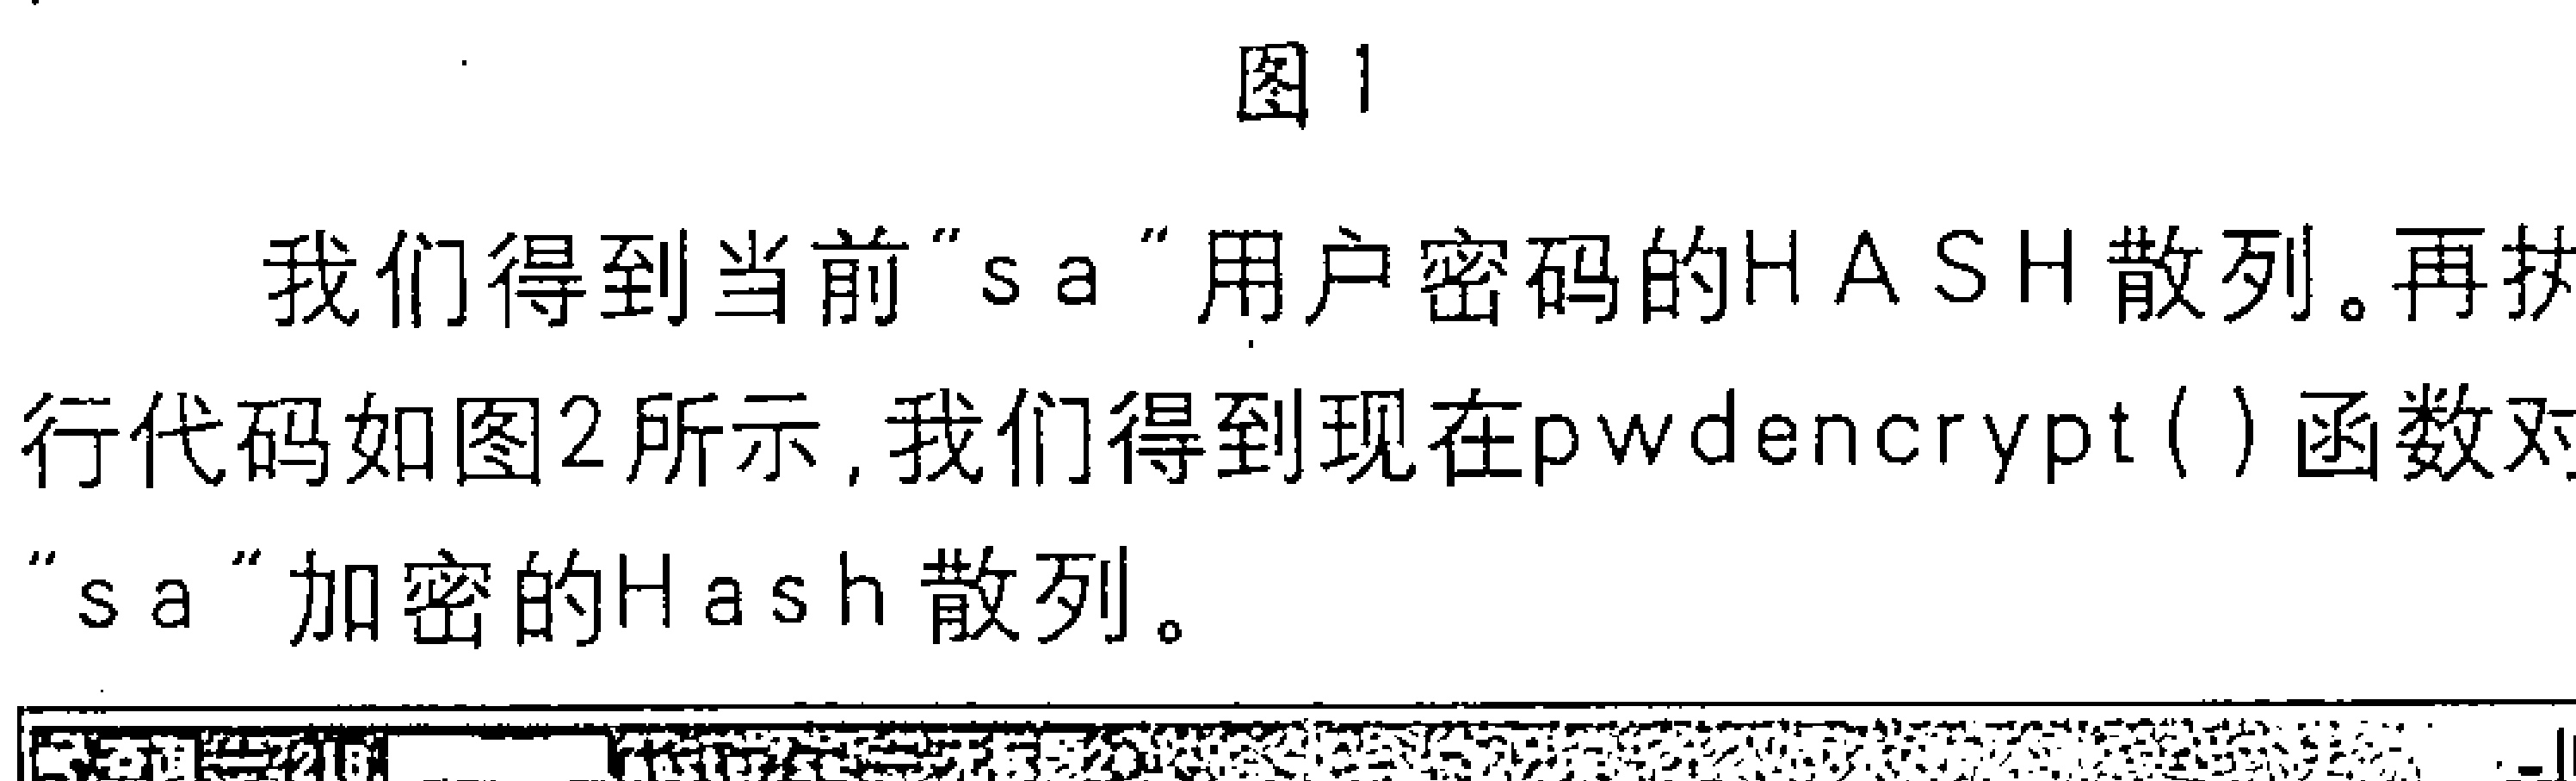 图 1
我们得到当前“sa“用户密码的HASH散列。再执
行代码如图2所示,我们得到现在pwdencrypt()函数对
“sa“加密的Hash散列。